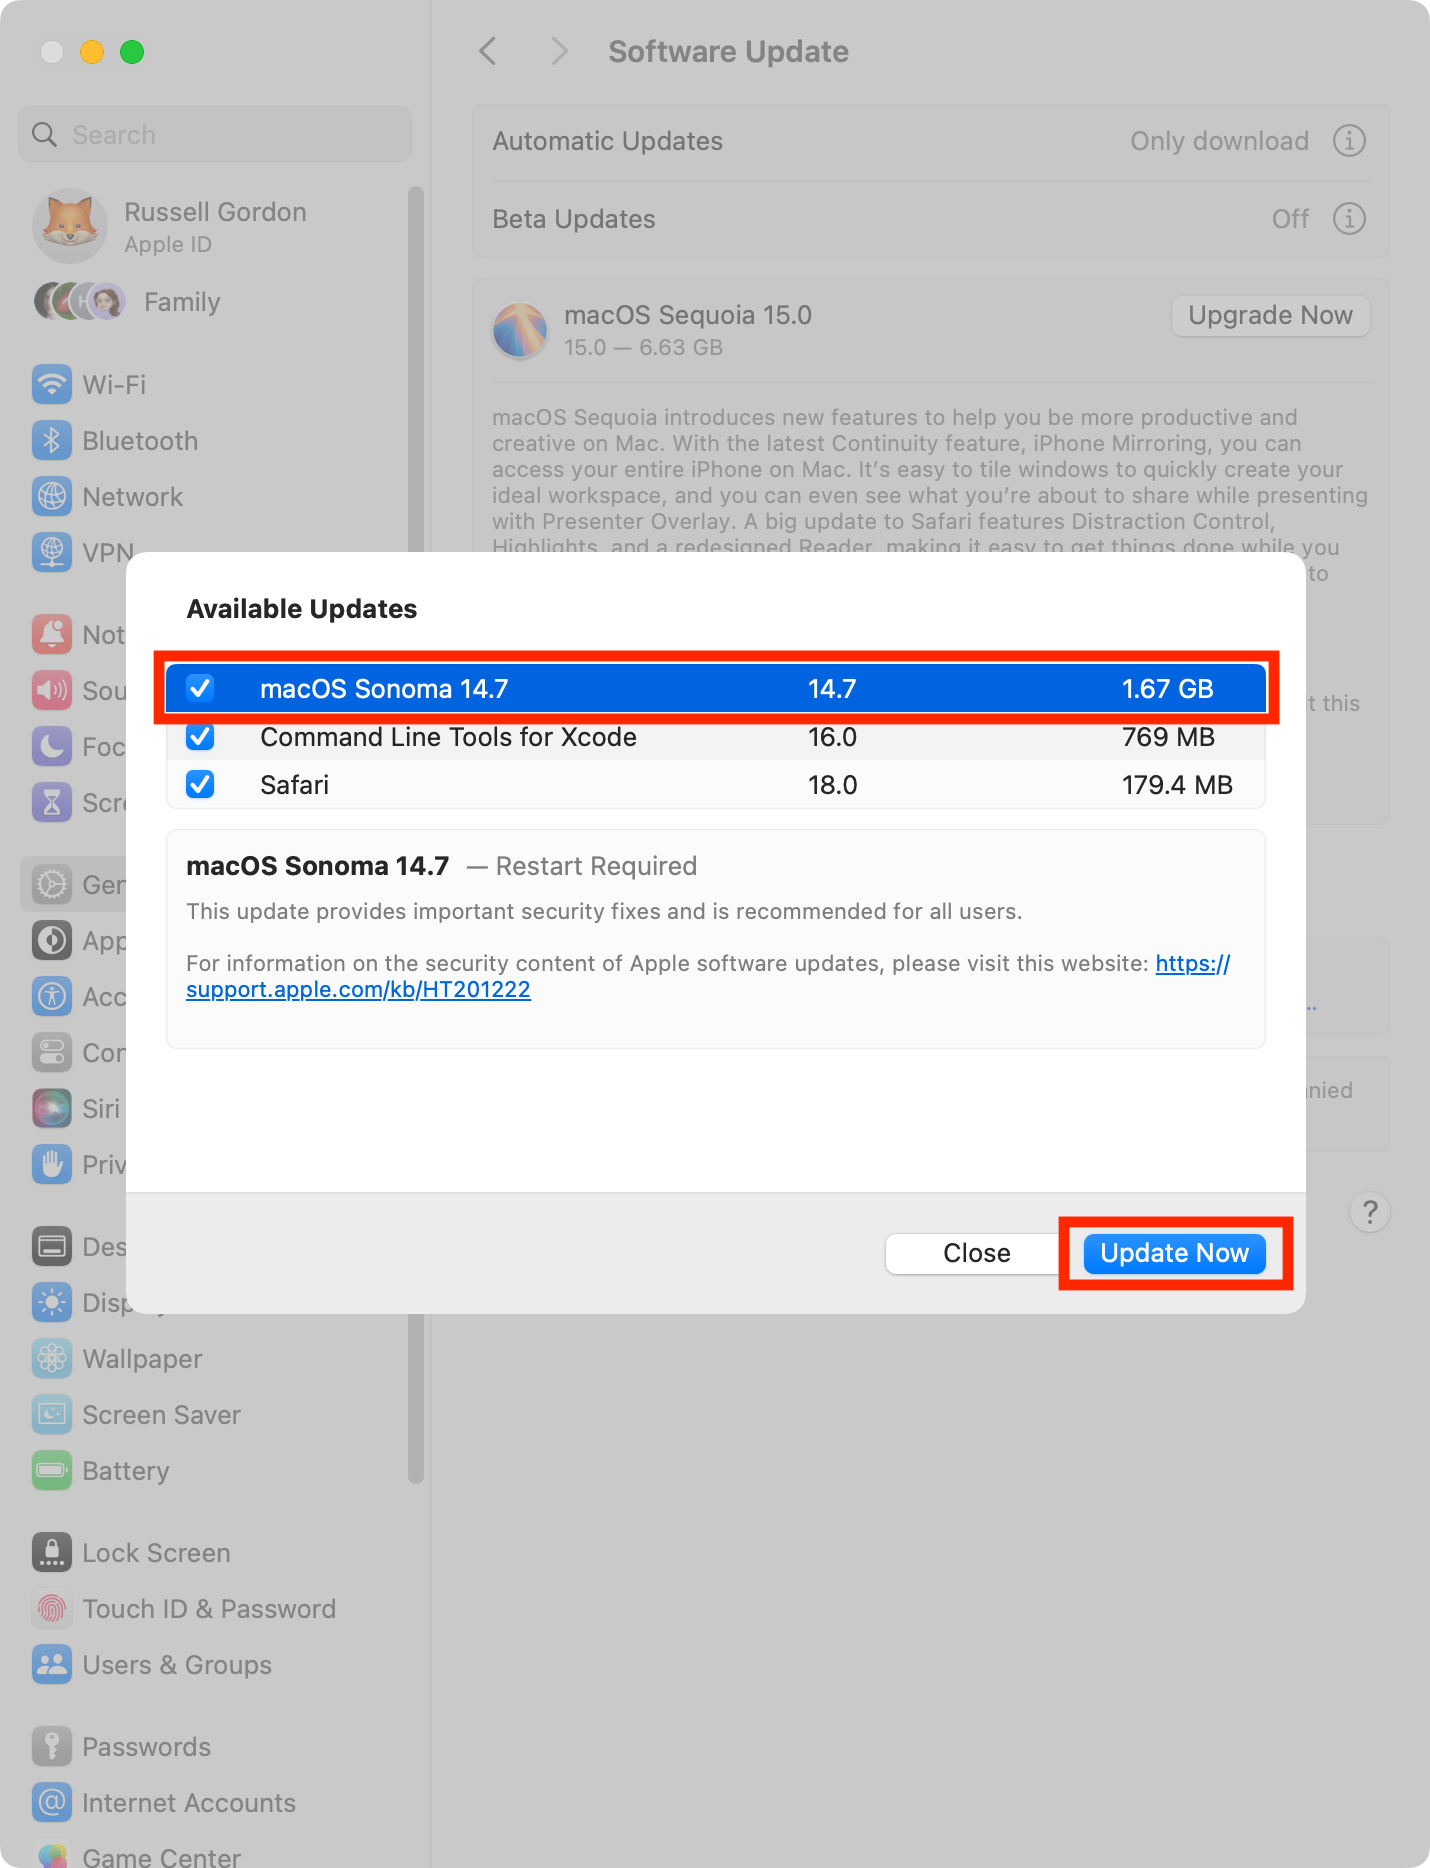 Software Update
Search
Russell Gordon
Apple ID
Family
Wi-Fi
Bluetooth
Network
VPN
Not
Sou
Foc
Scre
Gen
App
Acc
Con
Siri
Priv
Des
Disp
Wallpaper
Screen Saver
Battery
Lock Screen
Touch ID & Password
Users & Groups
Passwords
Internet Accounts
Game Center
Automatic Updates Only download
Beta Updates Off
macOS Sequoia 15.0 Upgrade Now
15.0 — 6.63 GB
macOS Sequoia introduces new features to help you be more productive and
creative on Mac. With the latest Continuity feature, iPhone Mirroring, you can
access your entire iPhone on Mac. It’s easy to tile windows to quickly create your
ideal workspace, and you can even see what you’re about to share while presenting
with Presenter Overlay. A big update to Safari features Distraction Control,
Highlights, and a redesigned Reader, making it easy to get things done while you
to
t this
..
nied
?
Available Updates
macOS Sonoma 14.7 14.7 1.67 GB
Command Line Tools for Xcode 16.0 769 MB
Safari 18.0 179.4 MB
macOS Sonoma 14.7 — Restart Required
This update provides important security fixes and is recommended for all users.
For information on the security content of Apple software updates, please visit this website: https://
support.apple.com/kb/HT201222
Close Update Now